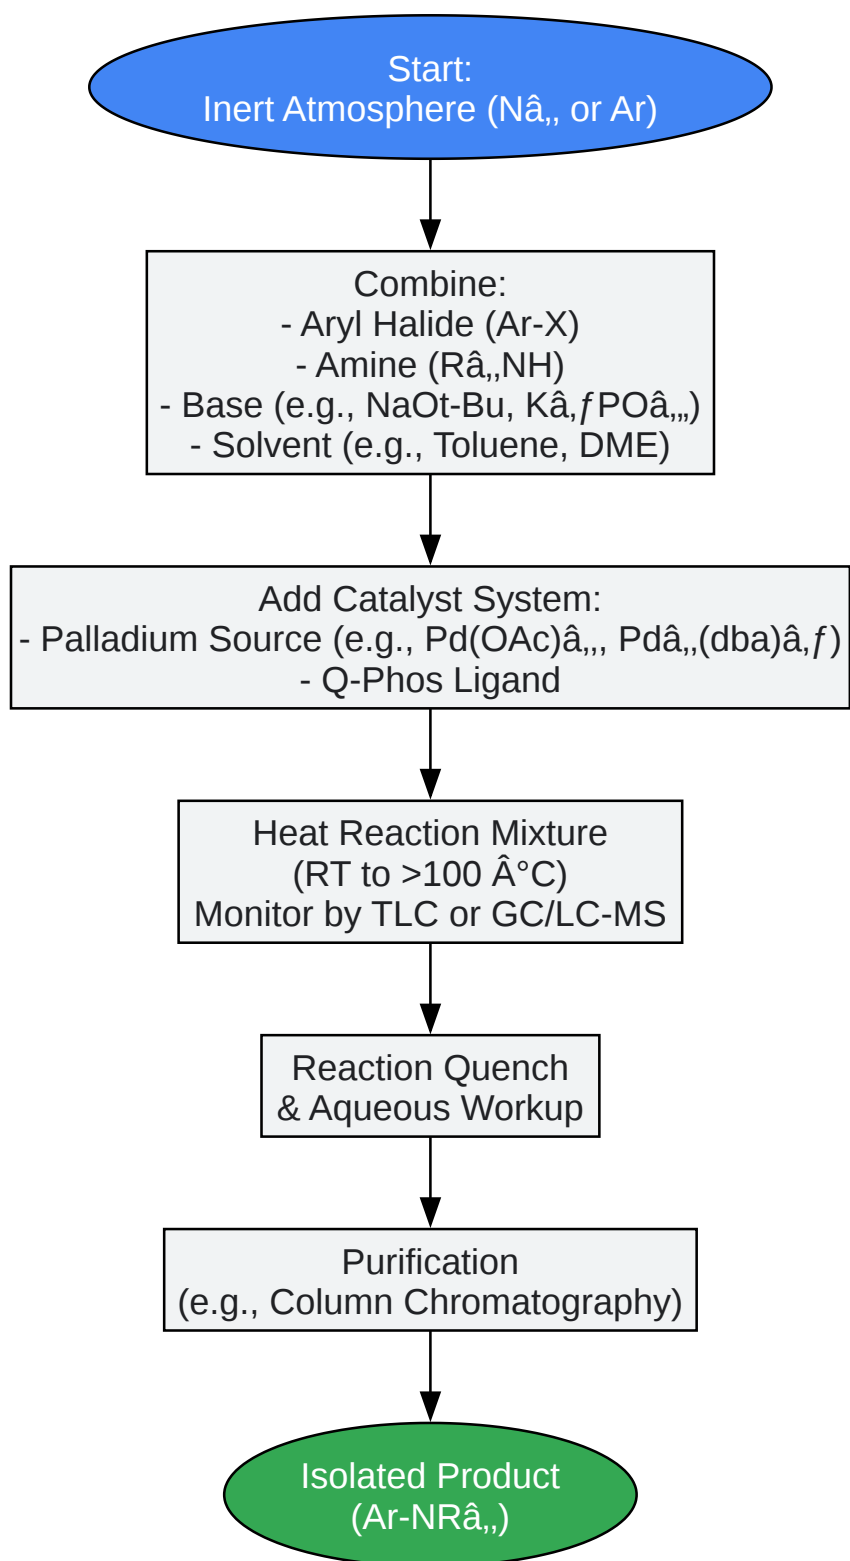 Start:
Inert Atmosphere (Nâ‚‚ or Ar)
Combine:
- Aryl Halide (Ar-X)
- Amine (Râ‚‚NH)
- Base (e.g., NaOt-Bu, Kâ‚ƒPOâ‚„)
- Solvent (e.g., Toluene, DME)
Add Catalyst System:
- Palladium Source (e.g., Pd(OAc)â‚‚, Pdâ‚‚(dba)â‚ƒ)
- Q-Phos Ligand
Heat Reaction Mixture
(RT to >100 Â°C)
Monitor by TLC or GC/LC-MS
Reaction Quench
& Aqueous Workup
Purification
(e.g., Column Chromatography)
Isolated Product
(Ar-NRâ‚‚)